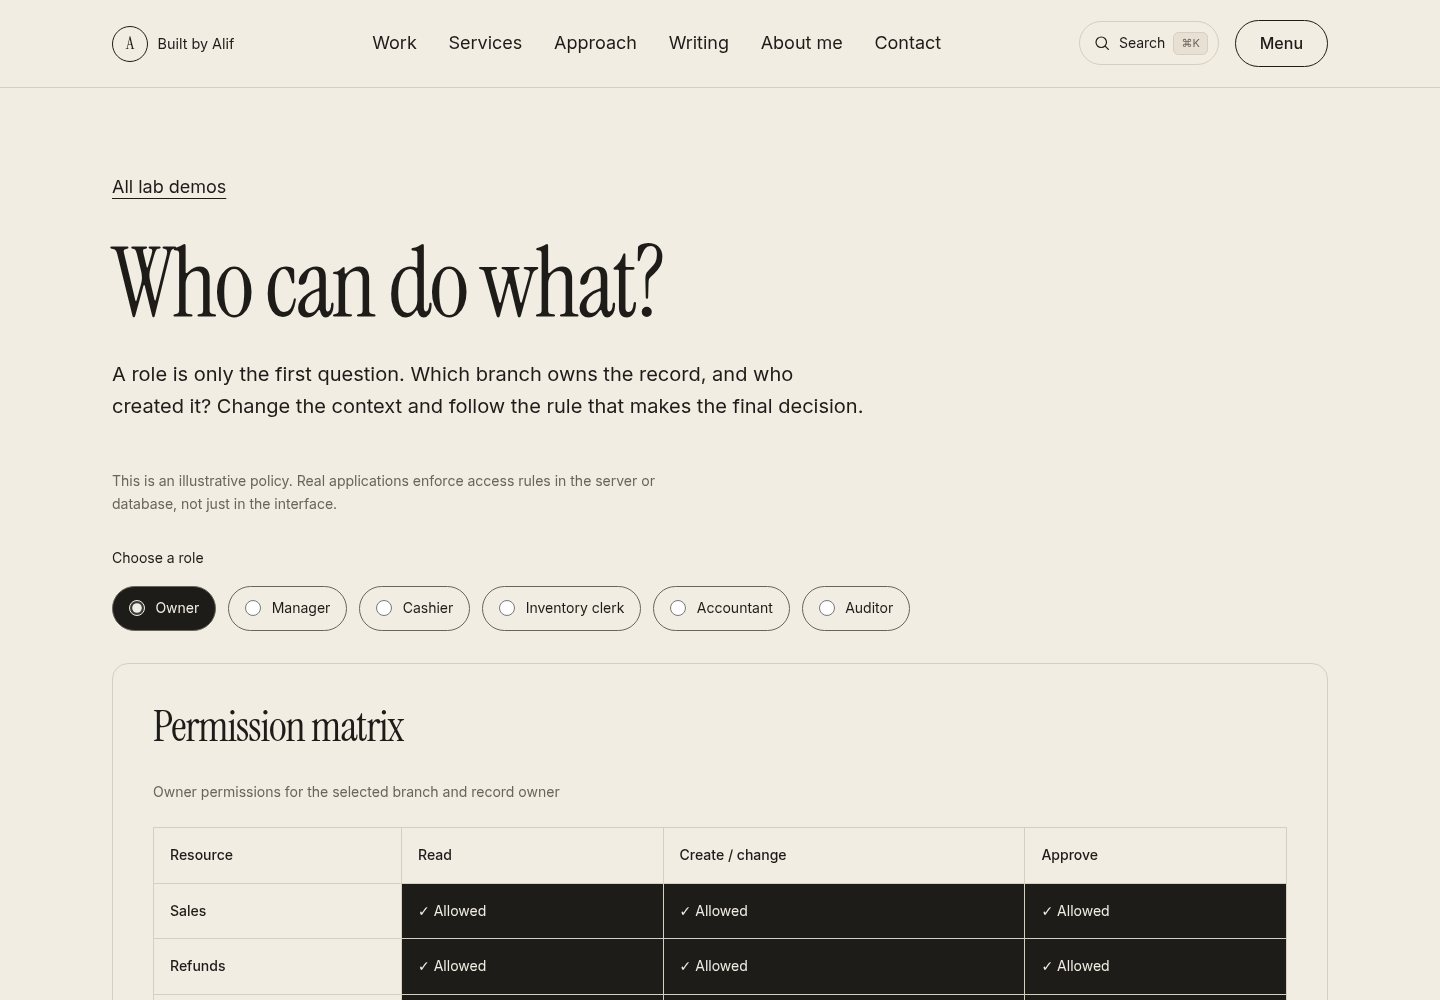 A Built by Alif
Work Services Approach Writing About me Contact
Search ⌘K Menu
All lab demos
Who can do what?
A role is only the first question. Which branch owns the record, and who
created it? Change the context and follow the rule that makes the final decision.
This is an illustrative policy. Real applications enforce access rules in the server or
database, not just in the interface.
Choose a role
Owner Manager Cashier Inventory clerk Accountant Auditor
Permission matrix
Owner permissions for the selected branch and record owner
Resource Read Create / change Approve
Sales ✓ Allowed ✓ Allowed ✓ Allowed
Refunds ✓ Allowed ✓ Allowed ✓ Allowed